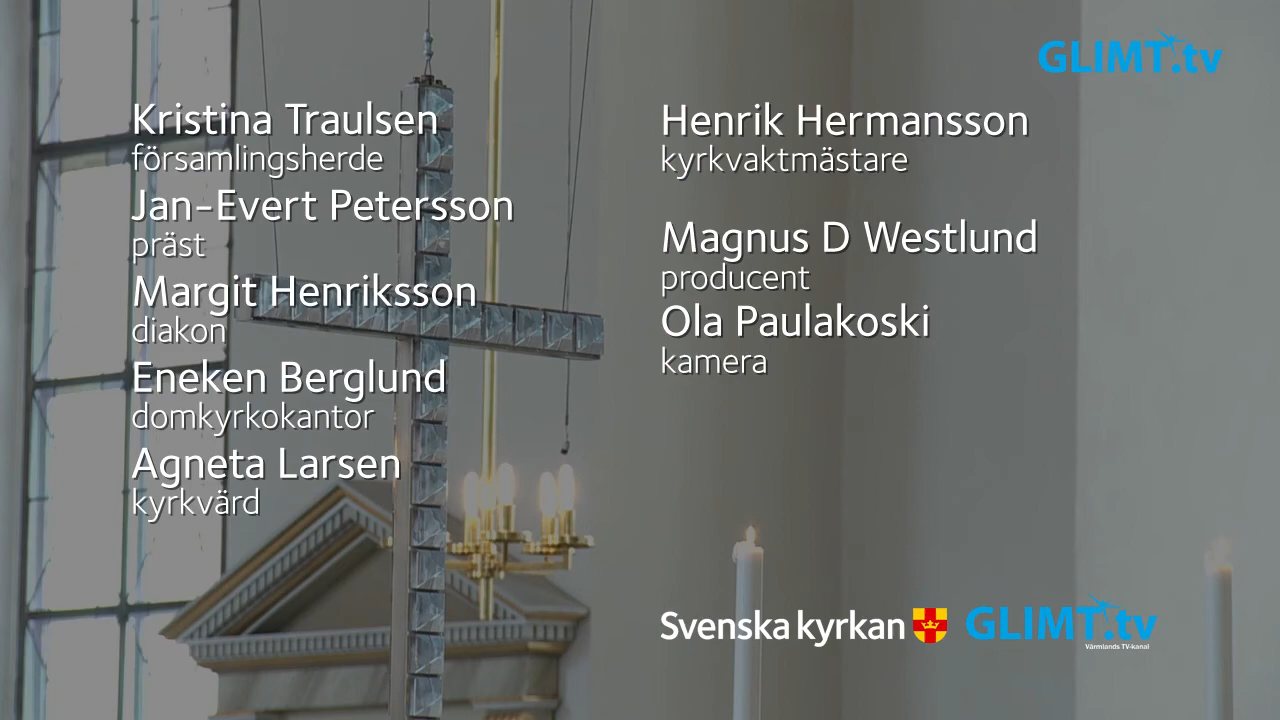 GLIMT.tv
Kristina Traulsen
församlingsherde
Jan-Evert Petersson
präst
Margit Henriksson
diakon
Eneken Berglund
domkyrkokantor
Agneta Larsen
kyrkvärd
Henrik Hermansson
kyrkvaktmästare
Magnus D Westlund
producent
Ola Paulakoski
kamera
Svenska kyrkan
GLIMT.tv
Värmlands TV-kanal